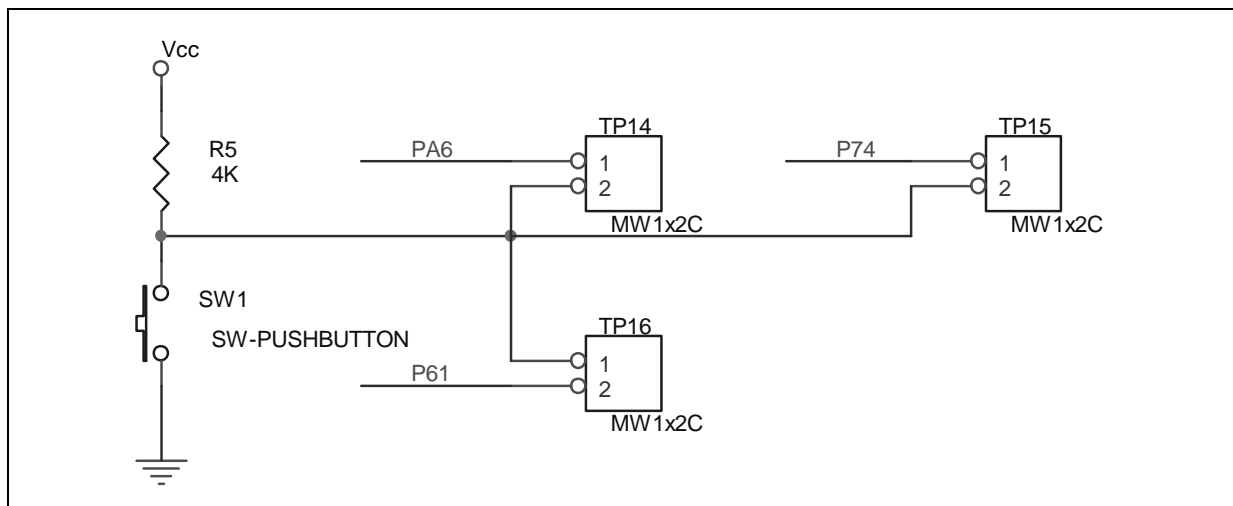 Vcc
R5
4K
SW1
SW-PUSHBUTTON
PA6
TP14
1
2
MW1x2C
P74
TP15
1
2
MW1x2C
P61
TP16
1
2
MW1x2C